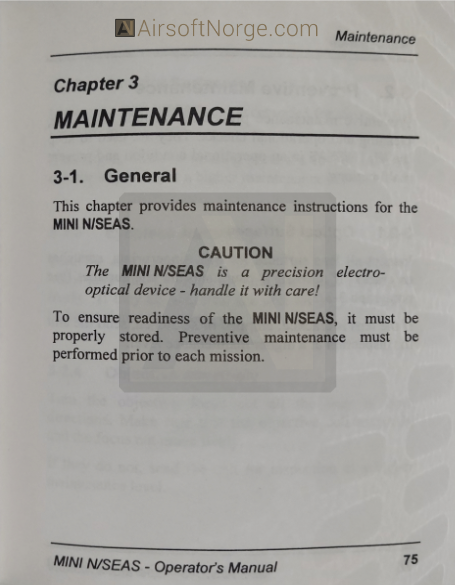 AirsoftNorge.com
Maintenance
Chapter 3
MAINTENANCE
3-1. General
This chapter provides maintenance instructions for the
MINI N/SEAS.
CAUTION
The MINI N/SEAS is a precision electro-
optical device - handle it with care!
To ensure readiness of the MINI N/SEAS, it must be
properly stored. Preventive maintenance must be
performed prior to each mission.
MINI N/SEAS - Operator's Manual 75